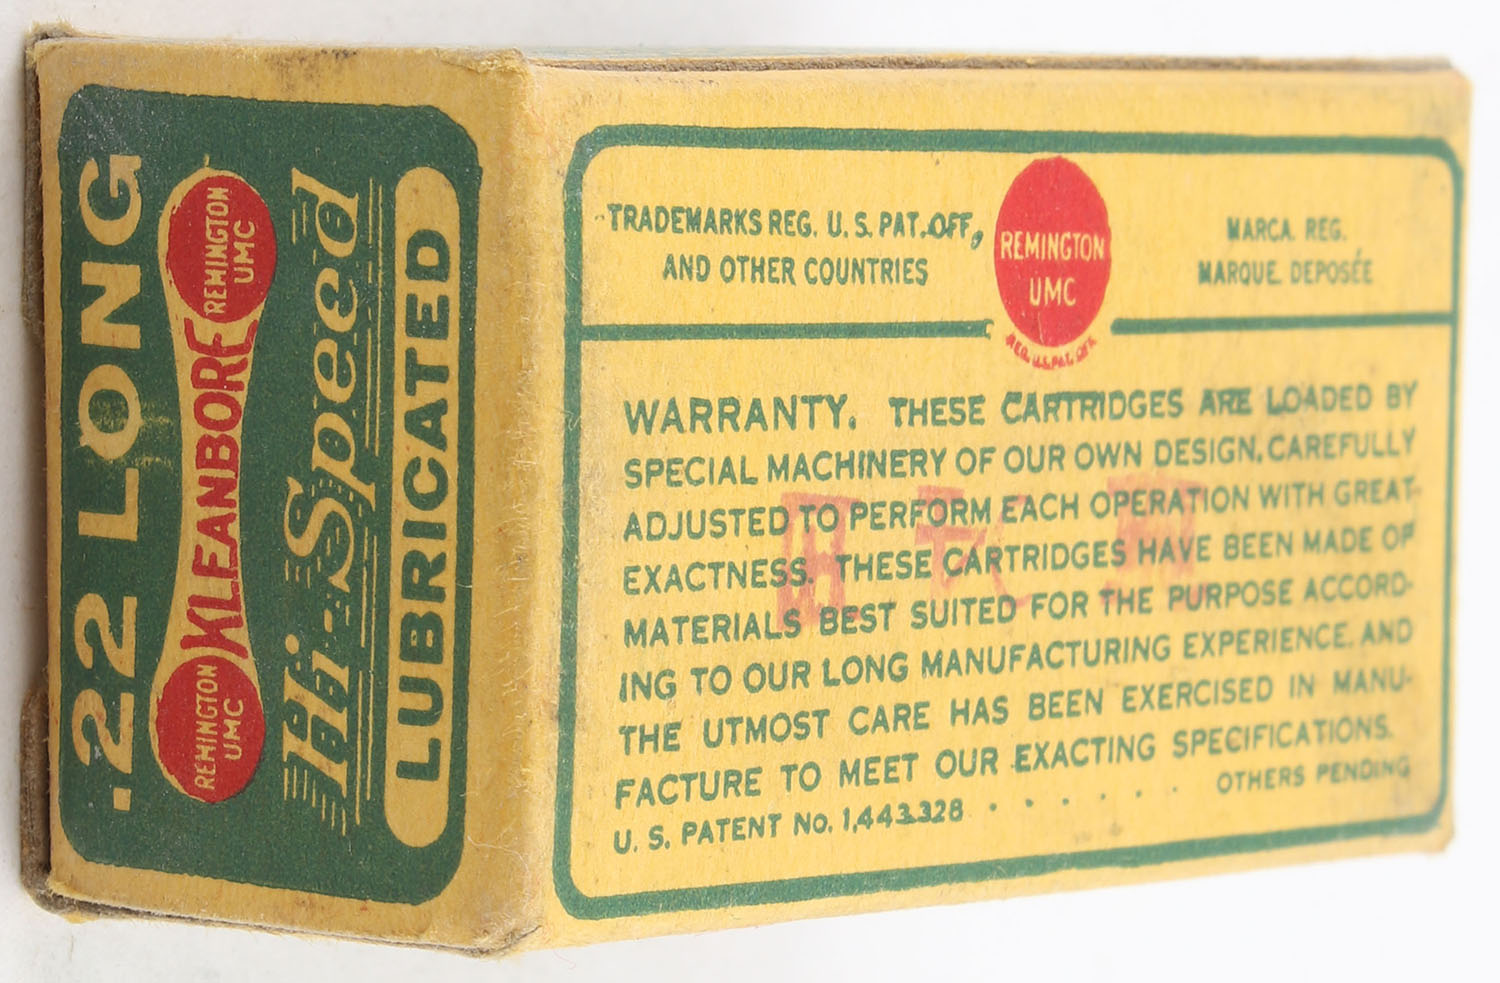 .22 LONG
REMINGTON
UMC
KLEANBORE
REMINGTON
UMC
Hi-Speed
LUBRICATED
TRADEMARKS REG. U. S. PAT. OFF,
AND OTHER COUNTRIES
REMINGTON
UMC
REG. U.S. PAT. OFF.
MARCA REG.
MARQUE DEPOSÉE
WARRANTY. THESE CARTRIDGES ARE LOADED BY
SPECIAL MACHINERY OF OUR OWN DESIGN, CAREFULLY
ADJUSTED TO PERFORM EACH OPERATION WITH GREAT
EXACTNESS. THESE CARTRIDGES HAVE BEEN MADE OF
MATERIALS BEST SUITED FOR THE PURPOSE ACCORD-
ING TO OUR LONG MANUFACTURING EXPERIENCE, AND
THE UTMOST CARE HAS BEEN EXERCISED IN MANU-
FACTURE TO MEET OUR EXACTING SPECIFICATIONS.
U. S. PATENT No. 1,443,328 . . . . . . OTHERS PENDING